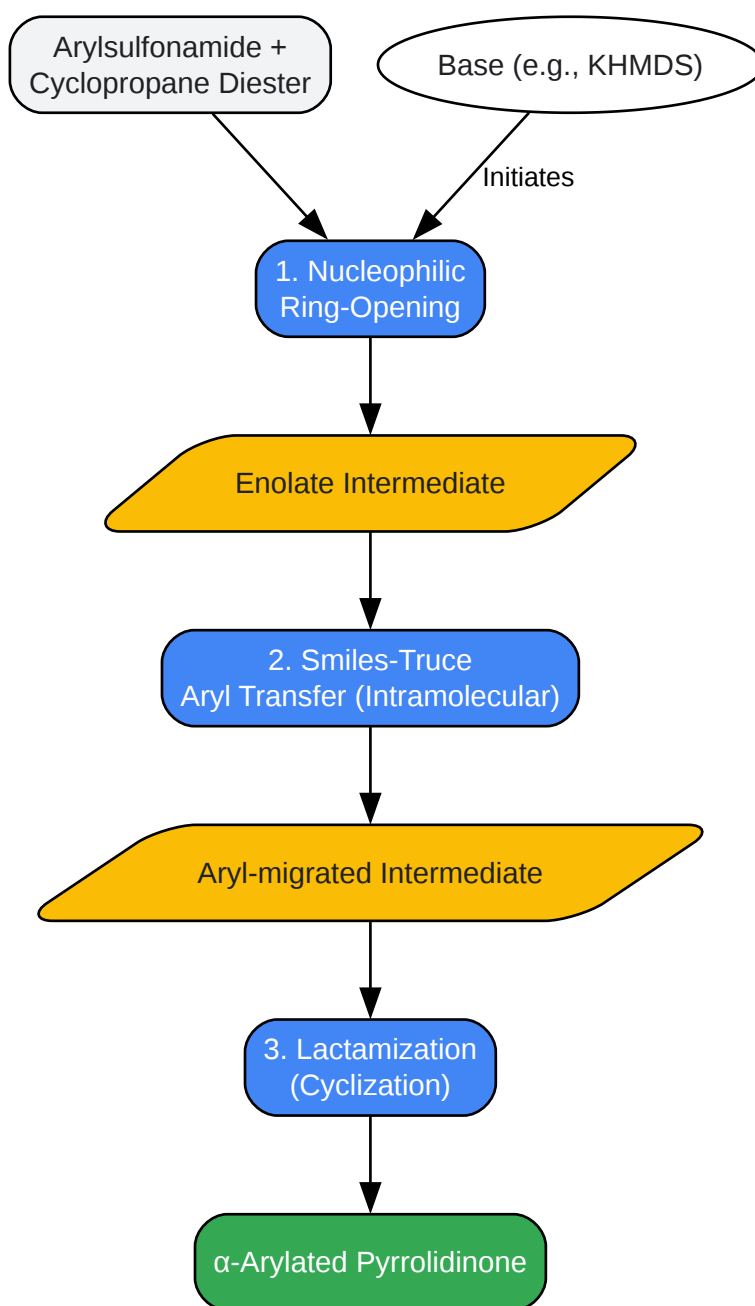 Arylsulfonamide +
Cyclopropane Diester
Base (e.g., KHMDS)
Initiates
1. Nucleophilic
Ring-Opening
Enolate Intermediate
2. Smiles-Truce
Aryl Transfer (Intramolecular)
Aryl-migrated Intermediate
3. Lactamization
(Cyclization)
α-Arylated Pyrrolidinone